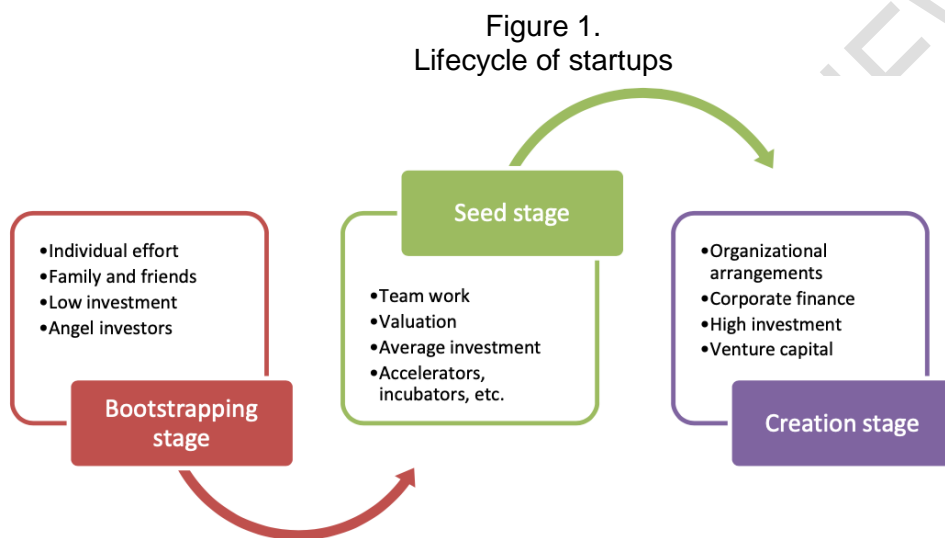 Figure 1.
Lifecycle of startups
•Individual effort
•Family and friends
•Low investment
•Angel investors
Bootstrapping
stage
Seed stage
•Team work
•Valuation
•Average investment
•Accelerators,
incubators, etc.
•Organizational
arrangements
•Corporate finance
•High investment
•Venture capital
Creation stage